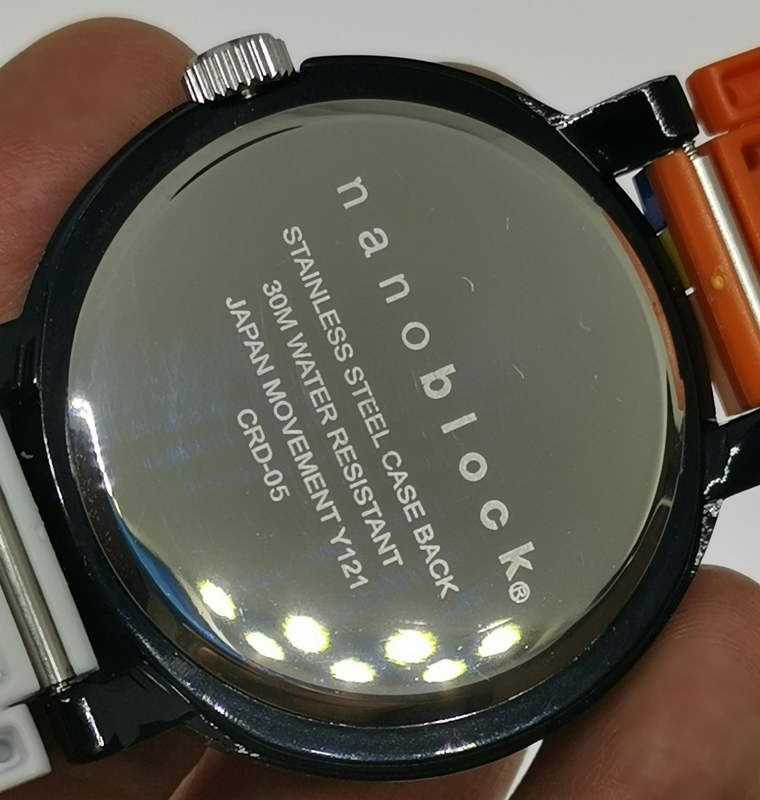 nanoblock®
STAINLESS STEEL CASE BACK
30M WATER RESISTANT
JAPAN MOVEMENT Y121
CRD-05